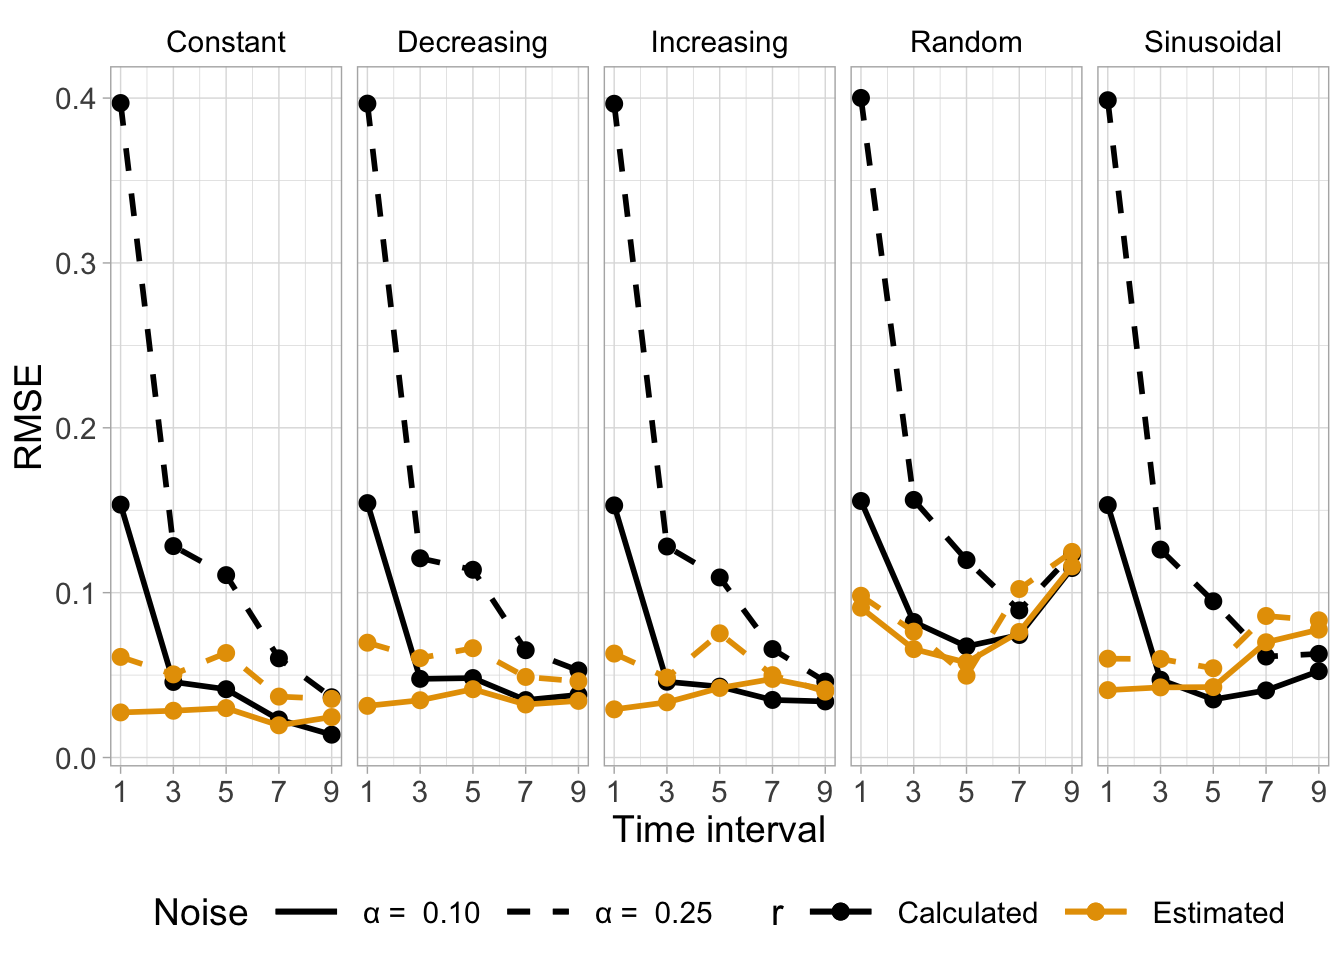 Constant Decreasing Increasing Random Sinusoidal
0.4
0.3
0.2
0.1
0.0
RMSE
1 3 5 7 9 1 3 5 7 9 1 3 5 7 9 1 3 5 7 9 1 3 5 7 9
Time interval
Noise α = 0.10 α = 0.25 r Calculated Estimated